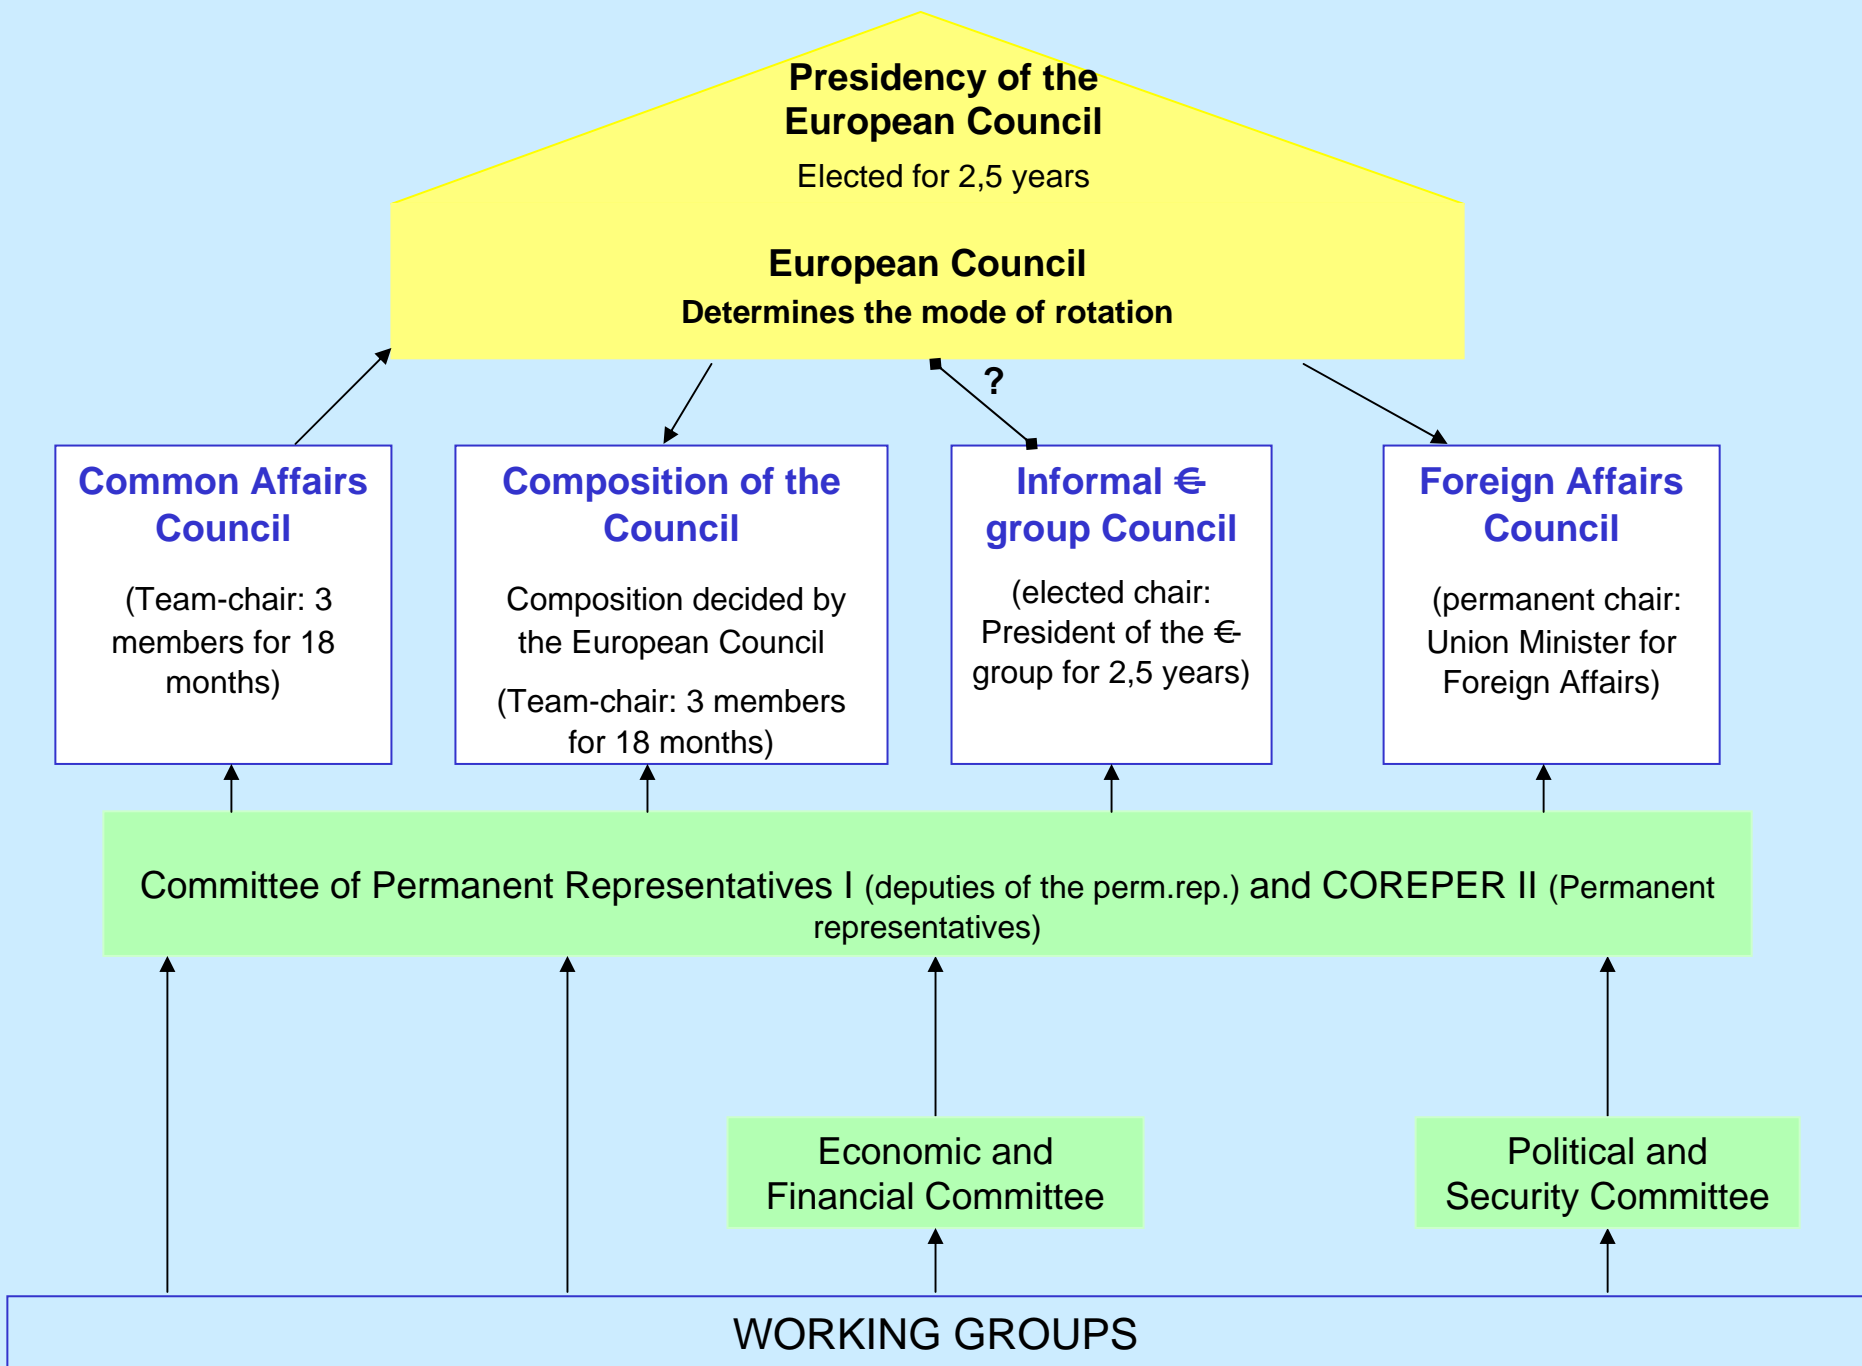 Presidency of the
European Council
Elected for 2,5 years
European Council
Determines the mode of rotation
?
Common Affairs
Council
(Team-chair: 3
members for 18
months)
Composition of the
Council
Composition decided by
the European Council
(Team-chair: 3 members
for 18 months)
Informal €-
group Council
(elected chair:
President of the €-
group for 2,5 years)
Foreign Affairs
Council
(permanent chair:
Union Minister for
Foreign Affairs)
Committee of Permanent Representatives I (deputies of the perm.rep.) and COREPER II (Permanent
representatives)
Economic and
Financial Committee
Political and
Security Committee
WORKING GROUPS